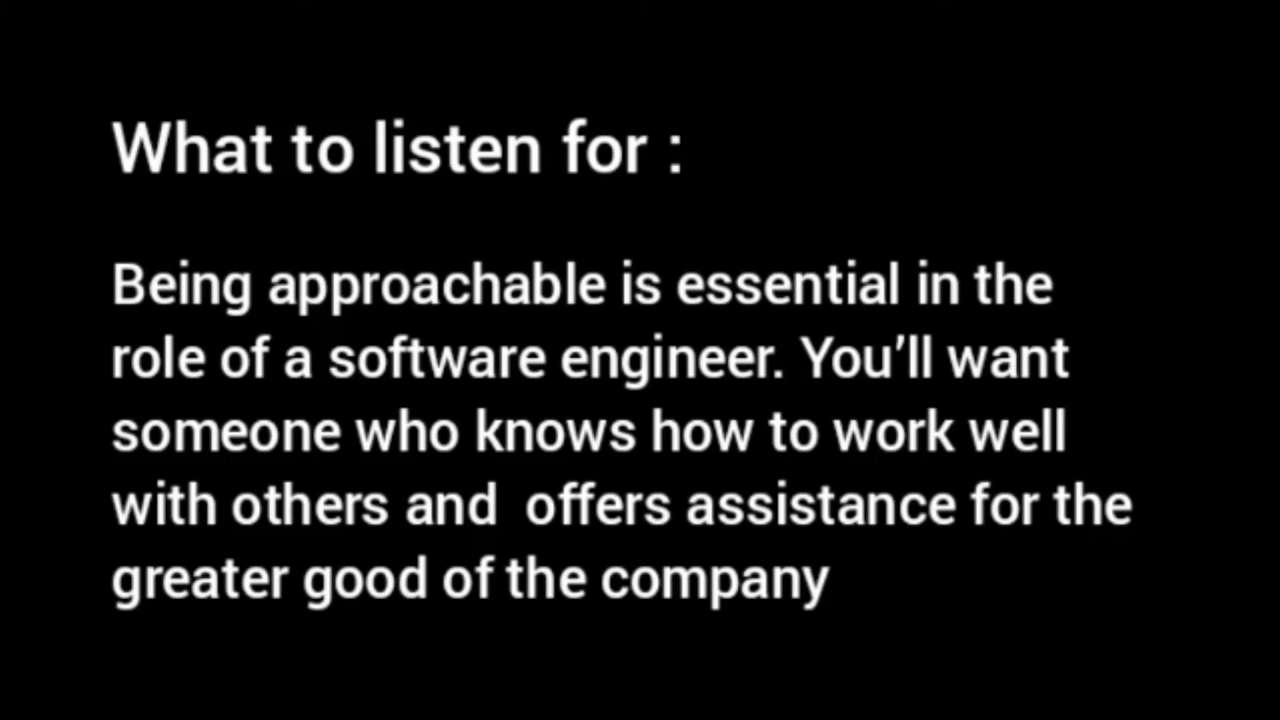 What to listen for :
Being approachable is essential in the
role of a software engineer. You’ll want
someone who knows how to work well
with others and  offers assistance for the
greater good of the company